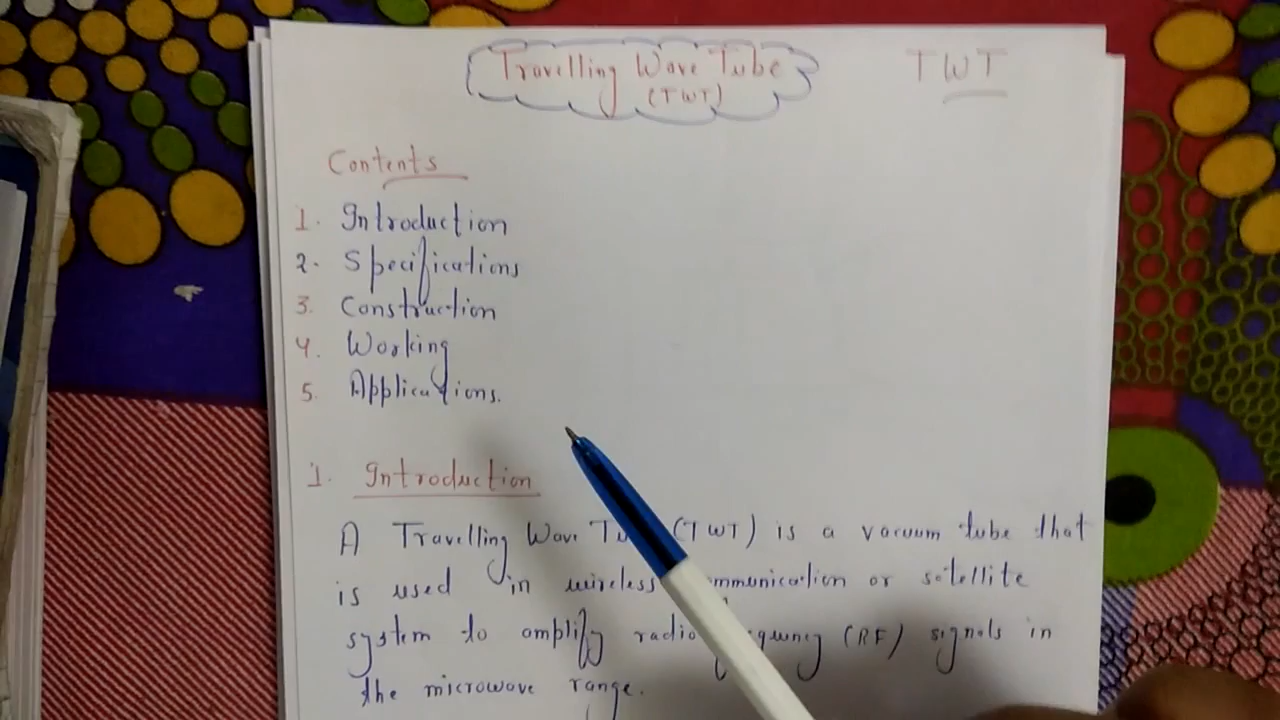 Travelling Wave Tube
(TWT)
TWT
Contents
1. Introduction
2. Specifications
3. Construction
4. Working
5. Applications.
1. Introduction
A Travelling Wave (TWT) is a vacuum tube that
is used in wireless or setellite
system to amplify radio (RF) signals in
the microwave range.